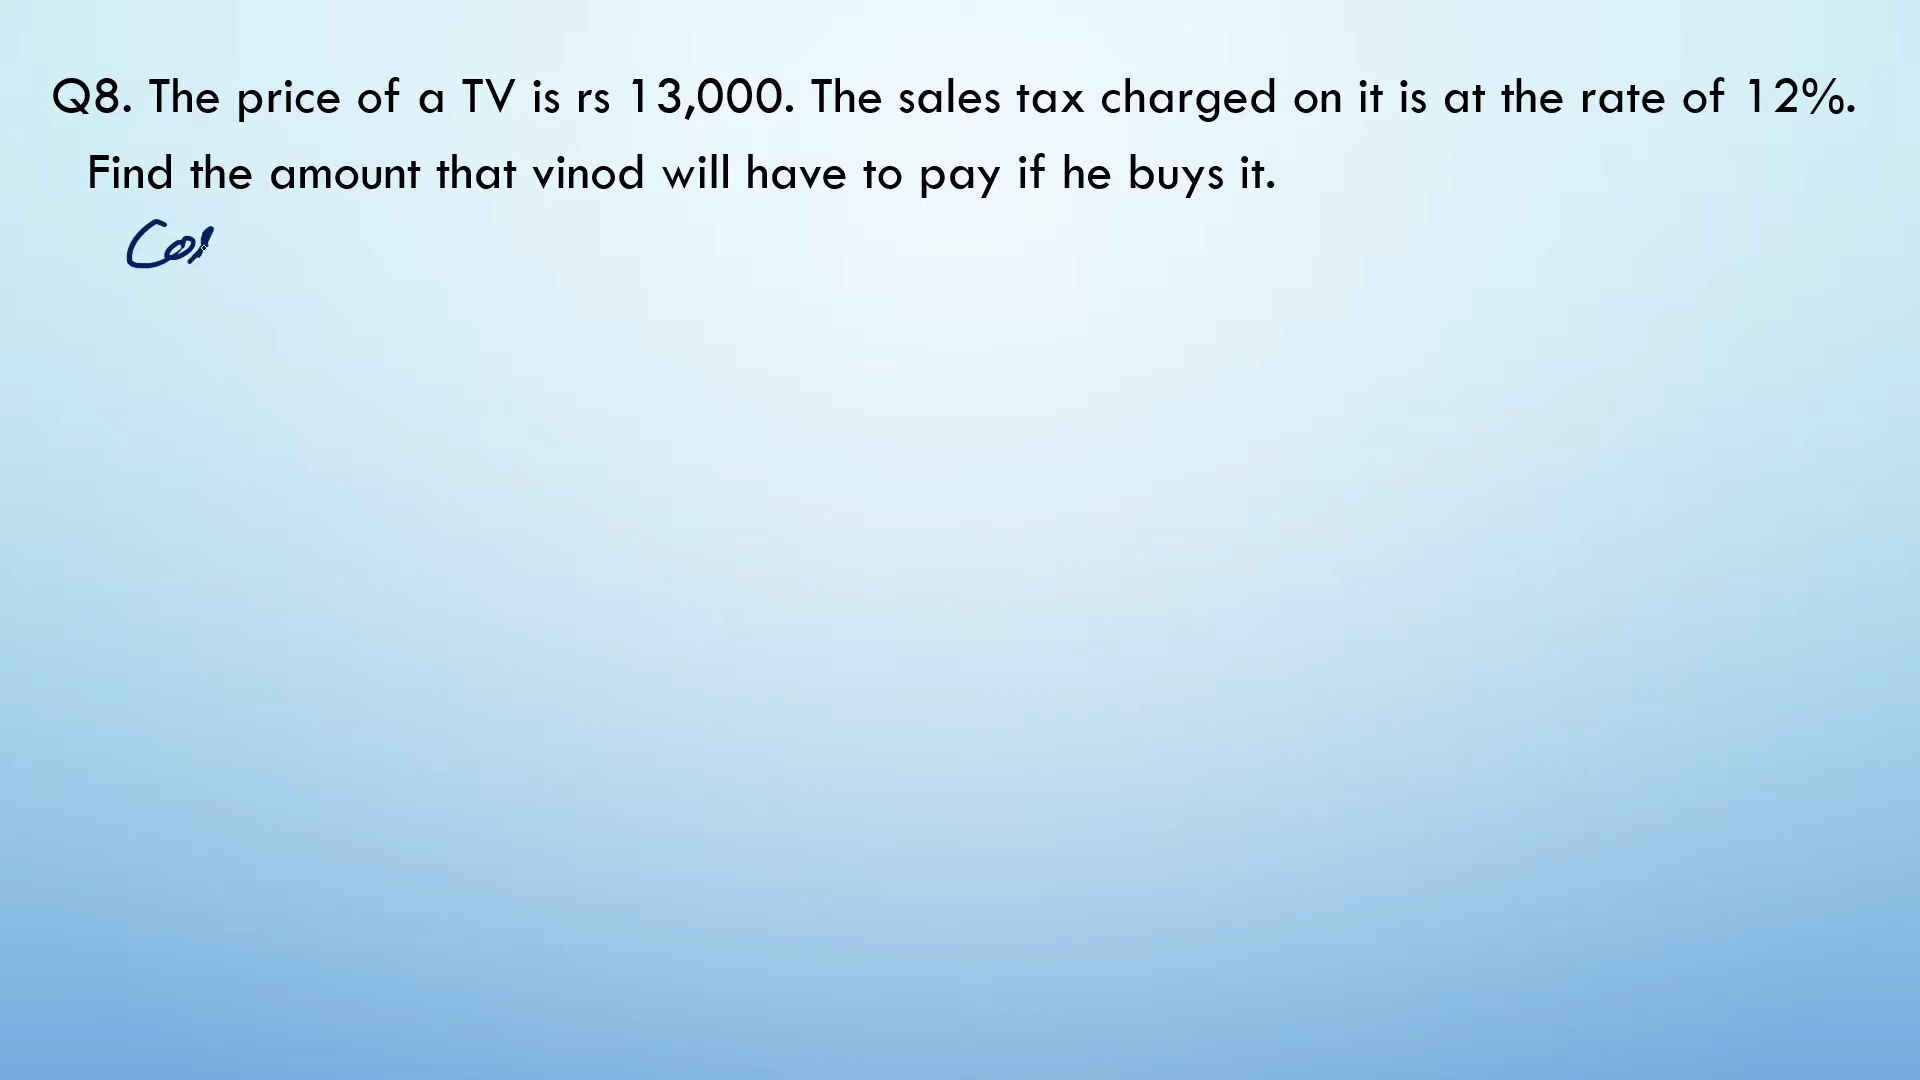 Q8. The price of a TV is rs 13,000. The sales tax charged on it is at the rate of 12%.
Find the amount that vinod will have to pay if he buys it.